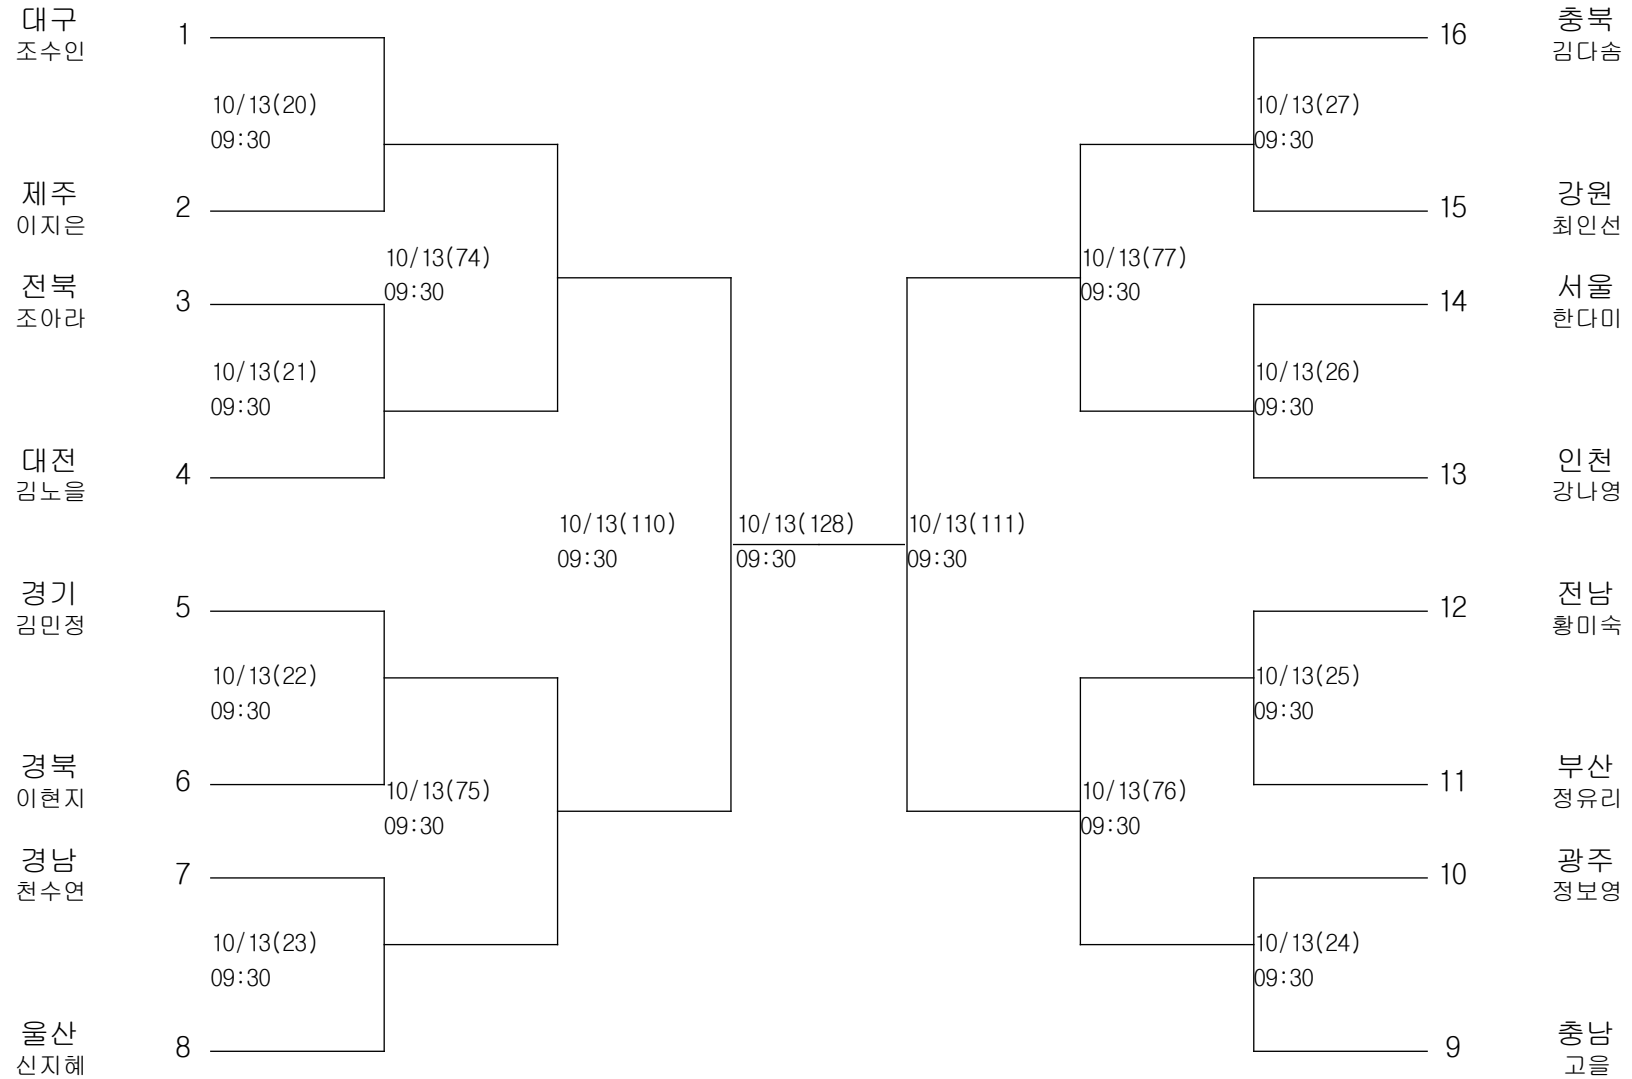 대구
조수인
1
16
충북
김다솜
10/13(20)
09:30
10/13(27)
09:30
제주
이지은
2
15
강원
최인선
10/13(74)
09:30
10/13(77)
09:30
전북
조아라
3
14
서울
한다미
10/13(21)
09:30
10/13(26)
09:30
대전
김노을
4
13
인천
강나영
10/13(110)
09:30
10/13(128)
09:30
10/13(111)
09:30
경기
김민정
5
12
전남
황미숙
10/13(22)
09:30
10/13(25)
09:30
경북
이현지
6
11
부산
정유리
10/13(75)
09:30
10/13(76)
09:30
경남
천수연
7
10
광주
정보영
10/13(23)
09:30
10/13(24)
09:30
울산
신지혜
8
9
충남
고을